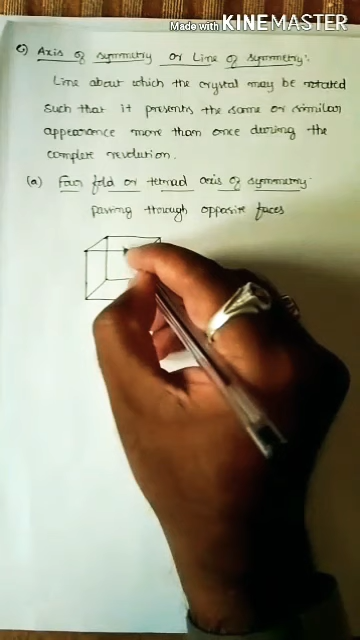 Made with KINEMASTER
c) Axis of symmetry or Line of symmetry:
Line about which the crystal may be rotated
such that it presents the same or similar
appearance more than once during the
complete revolution.
(a) Four fold or tetrad axis of symmetry
passing through opposite faces